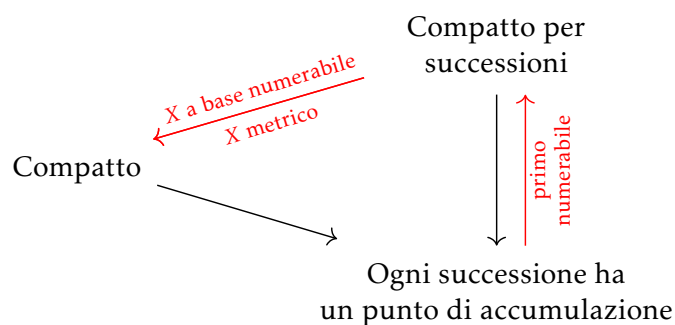 Compatto per
successioni
X a base numerabile
X metrico
Compatto
primo
numerabile
Ogni successione ha
un punto di accumulazione